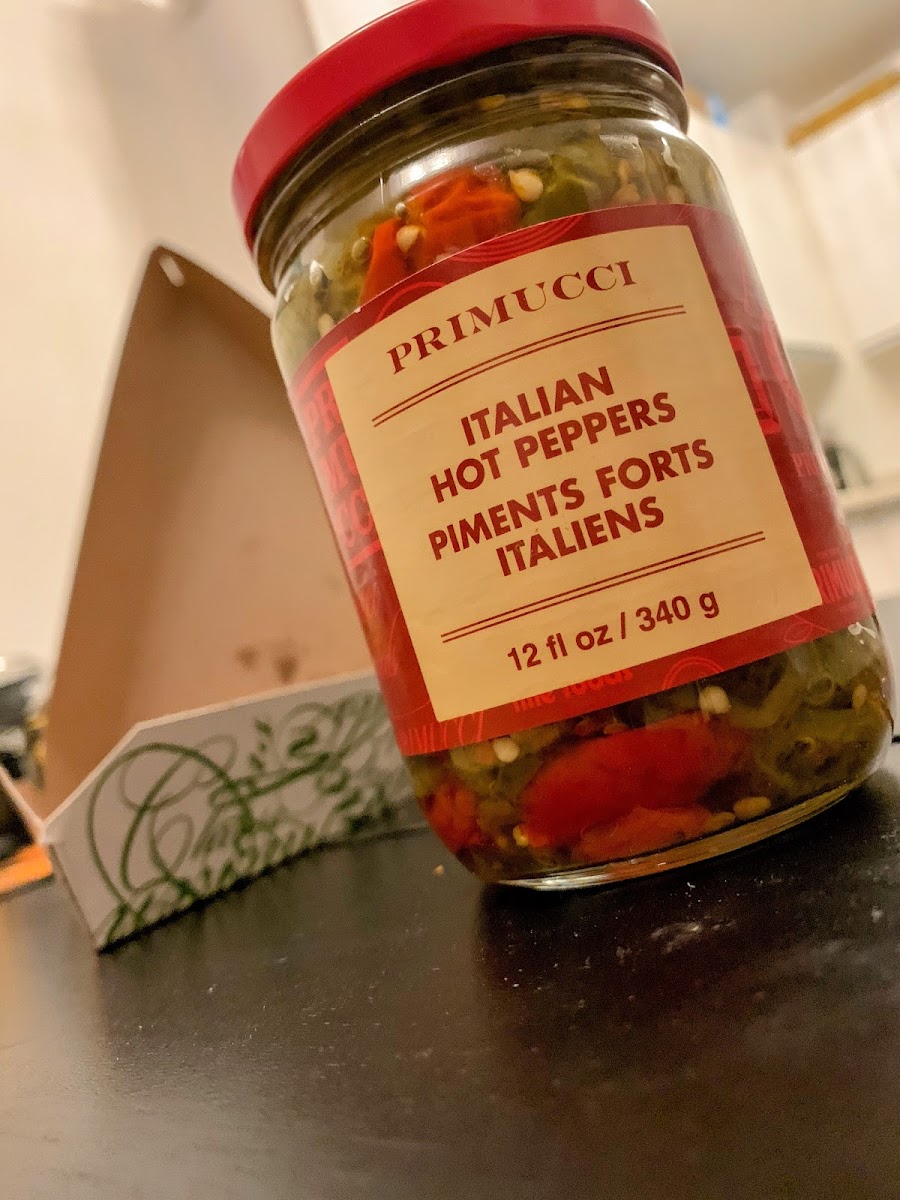 PRIMUCCI
ITALIAN
HOT PEPPERS
PIMENTS FORTS
ITALIENS
12 fl oz / 340 g